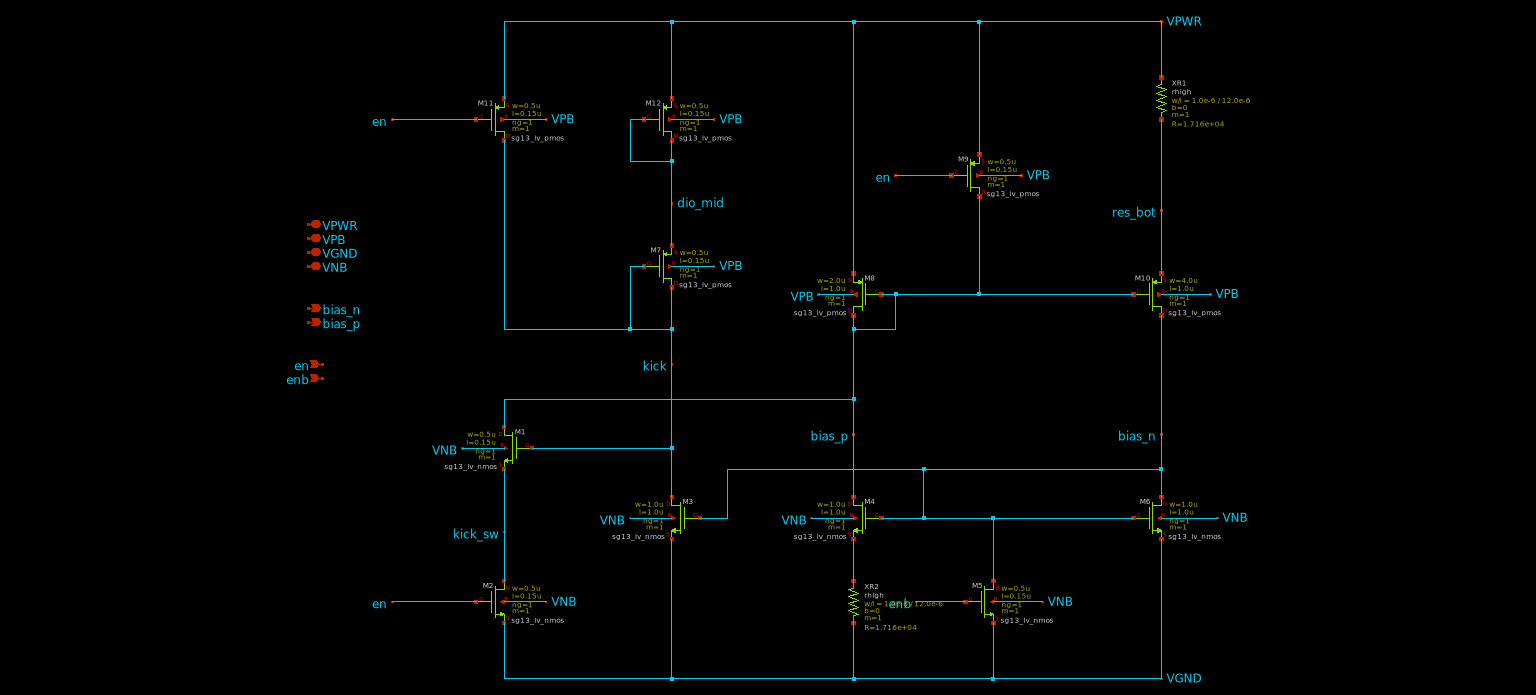 VPWR
M11
w=0.5u
l=0.15u
ng=1
m=1
sg13_lv_pmos
en
VPB
M12
w=0.5u
l=0.15u
ng=1
m=1
sg13_lv_pmos
VPB
XR1
rhigh
w/l = 1.0e-6 / 12.0e-6
b=0
m=1
R=1.716e+04
M9
w=0.5u
l=0.15u
ng=1
m=1
sg13_lv_pmos
en
VPB
dio_mid
res_bot
VPWR
VPB
VGND
VNB
M7
w=0.5u
l=0.15u
ng=1
m=1
sg13_lv_pmos
VPB
M8
w=2.0u
l=1.0u
ng=1
m=1
sg13_lv_pmos
VPB
M10
w=4.0u
l=1.0u
ng=1
m=1
sg13_lv_pmos
VPB
bias_n
bias_p
en
enb
kick
M1
w=0.5u
l=0.15u
ng=1
m=1
sg13_lv_nmos
VNB
bias_p
bias_n
M3
w=1.0u
l=1.0u
ng=1
m=1
sg13_lv_nmos
VNB
M4
w=1.0u
l=1.0u
ng=1
m=1
sg13_lv_nmos
VNB
M6
w=1.0u
l=1.0u
ng=1
m=1
sg13_lv_nmos
VNB
kick_sw
M2
w=0.5u
l=0.15u
ng=1
m=1
sg13_lv_nmos
en
VNB
XR2
rhigh
w/l = 1.0e-6 / 12.0e-6
b=0
m=1
R=1.716e+04
enb
M5
w=0.5u
l=0.15u
ng=1
m=1
sg13_lv_nmos
VNB
VGND